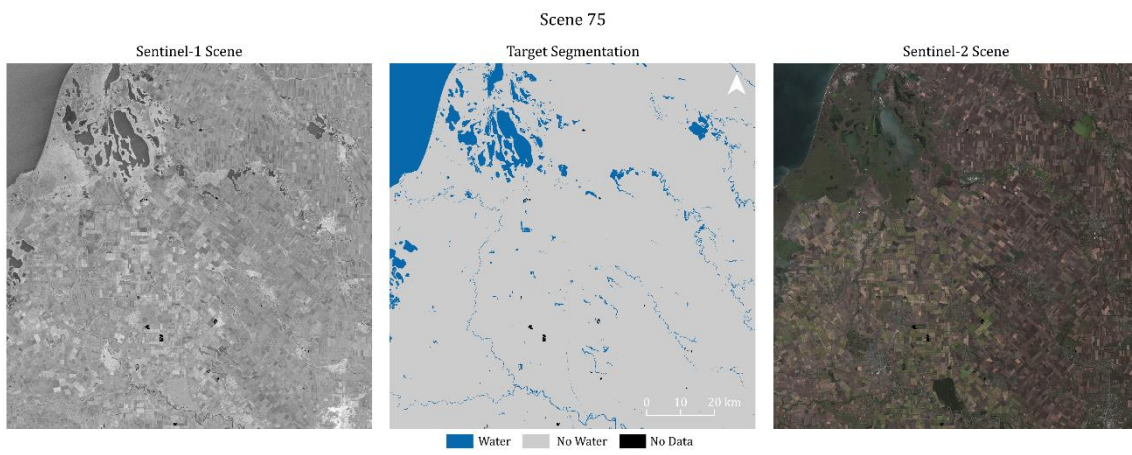 Scene 75
Sentinel-1 Scene
Target Segmentation
Sentinel-2 Scene
0 10 20 km
Water
No Water
No Data